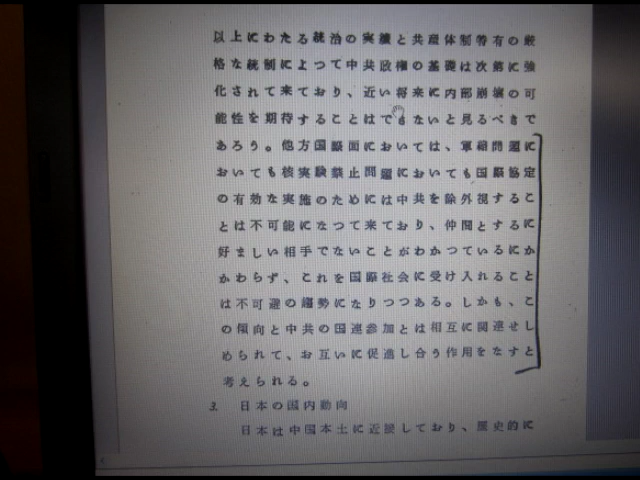 以上にわたる統治の実績と共産体制特有の厳
格な統制によつて中共政権の基礎は次第に強
化されて来ており、近い将来に内部崩壊の可
能性を期待することはできないと見るべきで
あろう。他方国際面においては、軍縮問題に
おいても核実験禁止問題においても国際協定
の有効な実施のためには中共を除外視するこ
とは不可能になつて来ており、仲間とするに
好ましい相手でないことがわかつているにか
かわらず、これを国際社会に受け入れること
は不可避の趨勢になりつつある。しかも、こ
の傾向と中共の国連参加とは相互に関連せし
められて、お互いに促進し合う作用をなすと
考えられる。
3. 日本の国内動向
日本は中国本土に近接しており、歴史的に